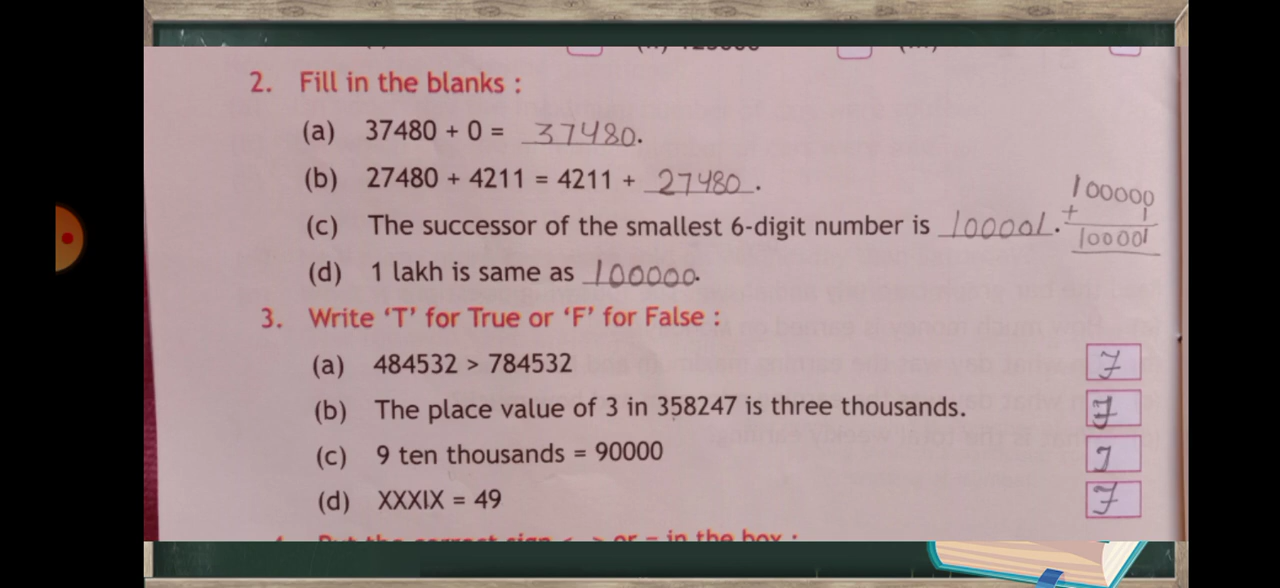 2. Fill in the blanks :
(a) 37480 + 0 = 37480.
(b) 27480 + 4211 = 4211 + 27480.
(c) The successor of the smallest 6-digit number is 100001.
100000
+ 1
100001
(d) 1 lakh is same as 100000.
3. Write ‘T’ for True or ‘F’ for False :
(a) 484532 > 784532 F
(b) The place value of 3 in 358247 is three thousands. F
(c) 9 ten thousands = 90000 T
(d) XXXIX = 49 F